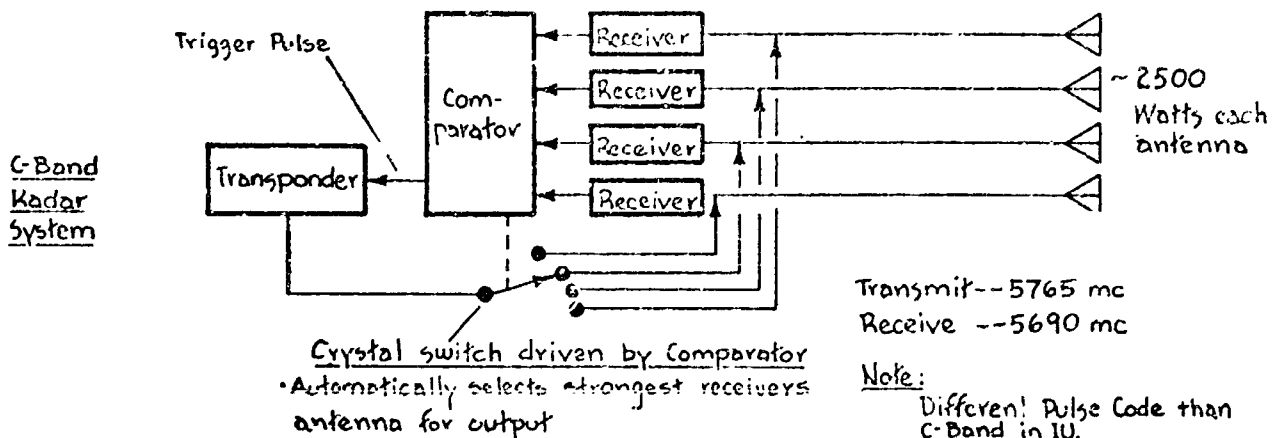 Trigger Pulse
Com-
parator
Receiver
Receiver
Receiver
Receiver
~2500
Watts each
antenna
C-Band
Radar
System
Transponder
Transmit--5765 mc
Receive --5690 mc
Crystal switch driven by Comparator
•Automatically selects strongest receivers
antenna for output
Note:
Different Pulse Code than
C-Band in IU.